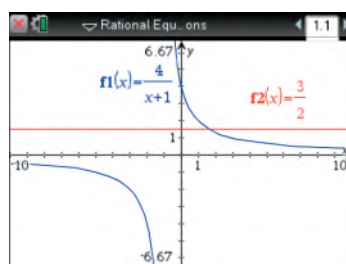 Rational Equ...ons 1.1
6.67 y
f1(x)=4/x+1
f2(x)=3/2
1
-10 1 10
-6.67